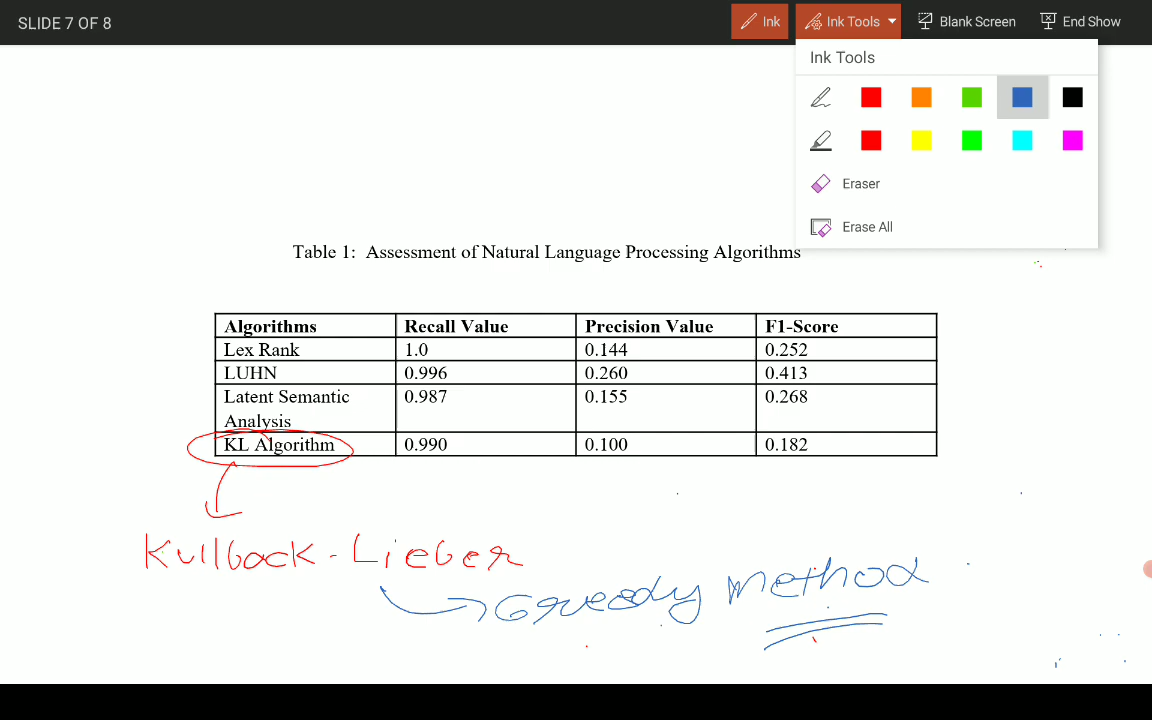 SLIDE 7 OF 8 Ink Ink Tools Blank Screen End Show
Ink Tools
Eraser
Erase All
Table 1: Assessment of Natural Language Processing Algorithms
Algorithms Recall Value Precision Value F1-Score
Lex Rank 1.0 0.144 0.252
LUHN 0.996 0.260 0.413
Latent Semantic 0.987 0.155 0.268
Analysis
KL Algorithm 0.990 0.100 0.182
Kullback-Lieber
Greedy method